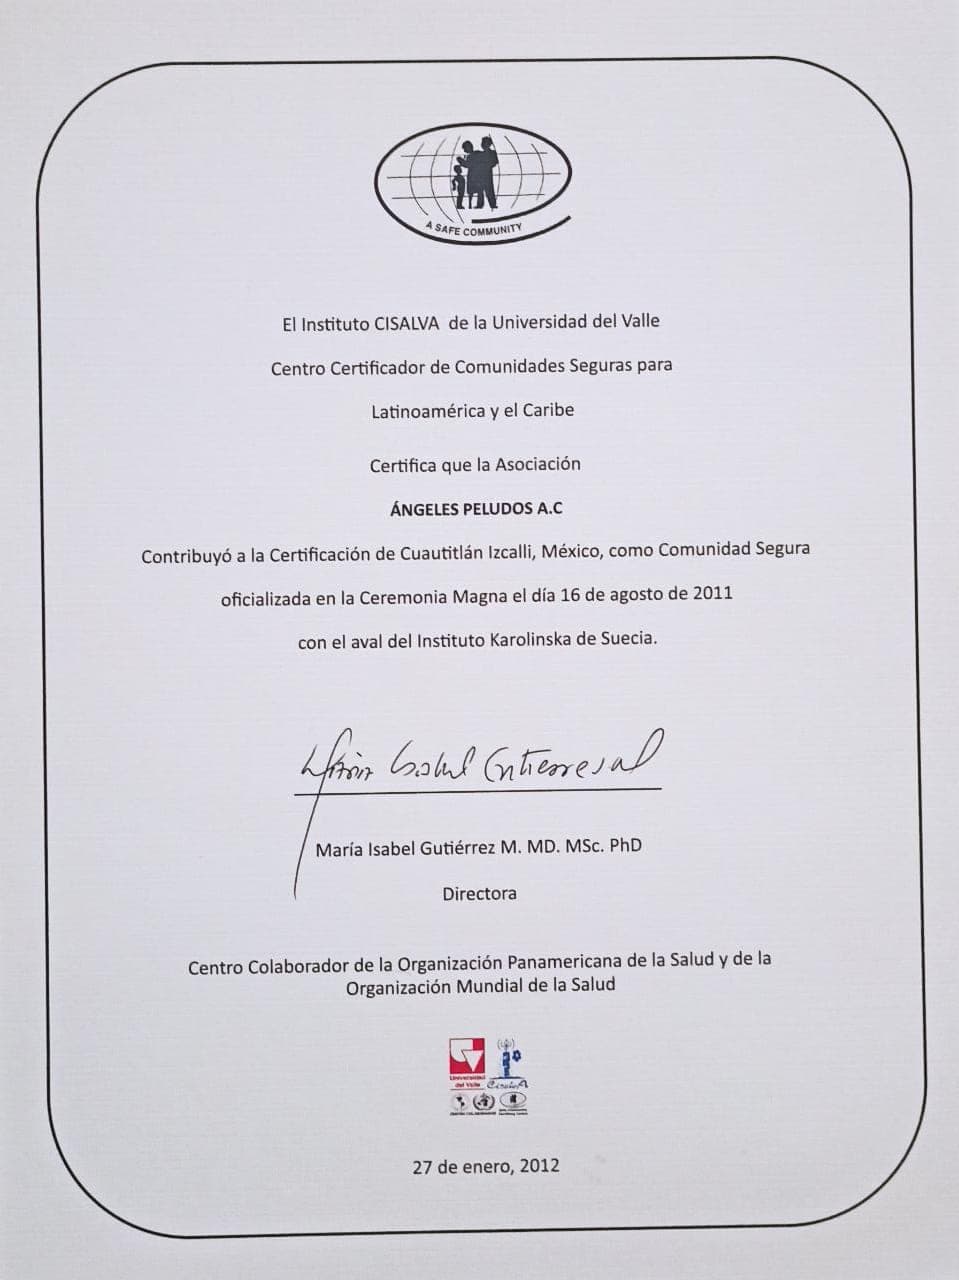 A SAFE COMMUNITY
El Instituto CISALVA de la Universidad del Valle
Centro Certificador de Comunidades Seguras para
Latinoamérica y el Caribe
Certifica que la Asociación
ÁNGELES PELUDOS A.C
Contribuyó a la Certificación de Cuautitlán Izcalli, México, como Comunidad Segura
oficializada en la Ceremonia Magna el día 16 de agosto de 2011
con el aval del Instituto Karolinska de Suecia.
María Isabel Gutiérrez M. MD. MSc. PhD
Directora
Centro Colaborador de la Organización Panamericana de la Salud y de la
Organización Mundial de la Salud
Universidad
del Valle
CisalvA
27 de enero, 2012